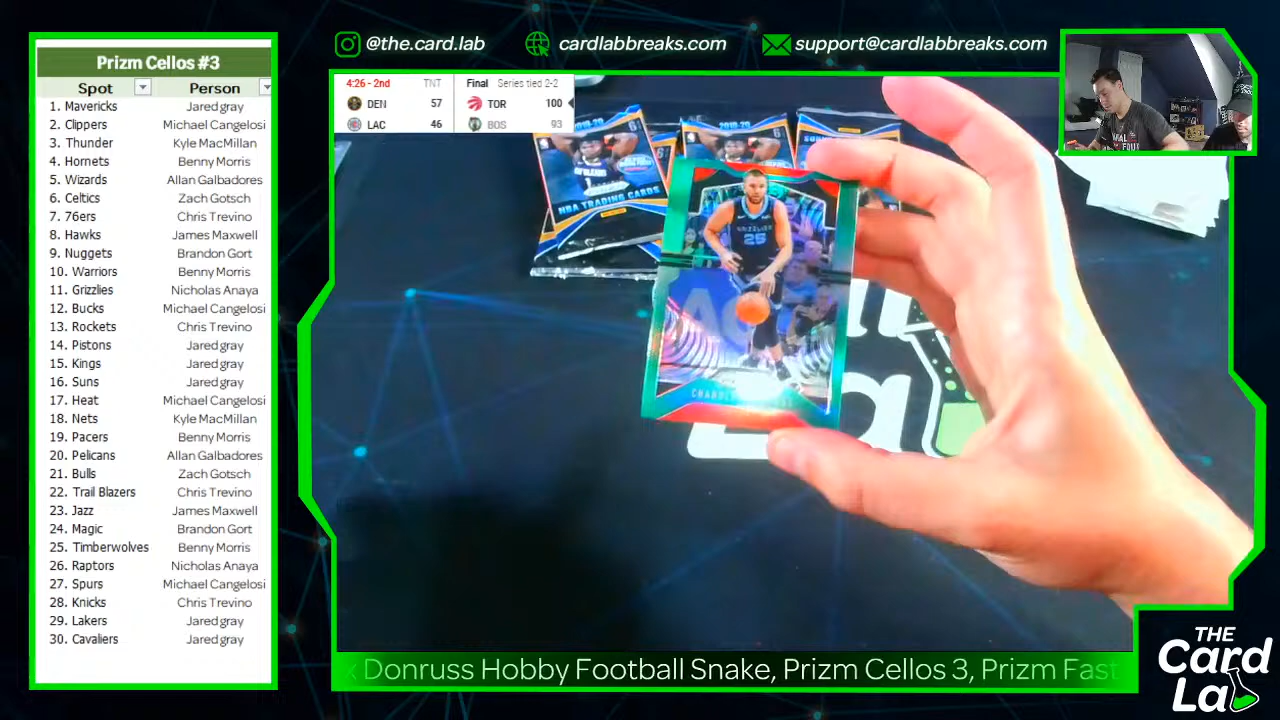 @the.card.lab
cardlabbreaks.com
support@cardlabbreaks.com
Prizm Cellos #3
Spot Person
1. Mavericks Jared gray
2. Clippers Michael Cangelosi
3. Thunder Kyle MacMillan
4. Hornets Benny Morris
5. Wizards Allan Galbadores
6. Celtics Zach Gotsch
7. 76ers Chris Trevino
8. Hawks James Maxwell
9. Nuggets Brandon Gort
10. Warriors Benny Morris
11. Grizzlies Nicholas Anaya
12. Bucks Michael Cangelosi
13. Rockets Chris Trevino
14. Pistons Jared gray
15. Kings Jared gray
16. Suns Jared gray
17. Heat Michael Cangelosi
18. Nets Kyle MacMillan
19. Pacers Benny Morris
20. Pelicans Allan Galbadores
21. Bulls Zach Gotsch
22. Trail Blazers Chris Trevino
23. Jazz James Maxwell
24. Magic Brandon Gort
25. Timberwolves Benny Morris
26. Raptors Nicholas Anaya
27. Spurs Michael Cangelosi
28. Knicks Chris Trevino
29. Lakers Jared gray
30. Cavaliers Jared gray
4:26 - 2nd TNT
DEN 57
LAC 46
Final Series tied 2-2
TOR 100
BOS 93
2019-20
NBA TRADING CARDS
GRIZZLIES
25
x Donruss Hobby Football Snake, Prizm Cellos 3, Prizm Fast
THE
Card
La